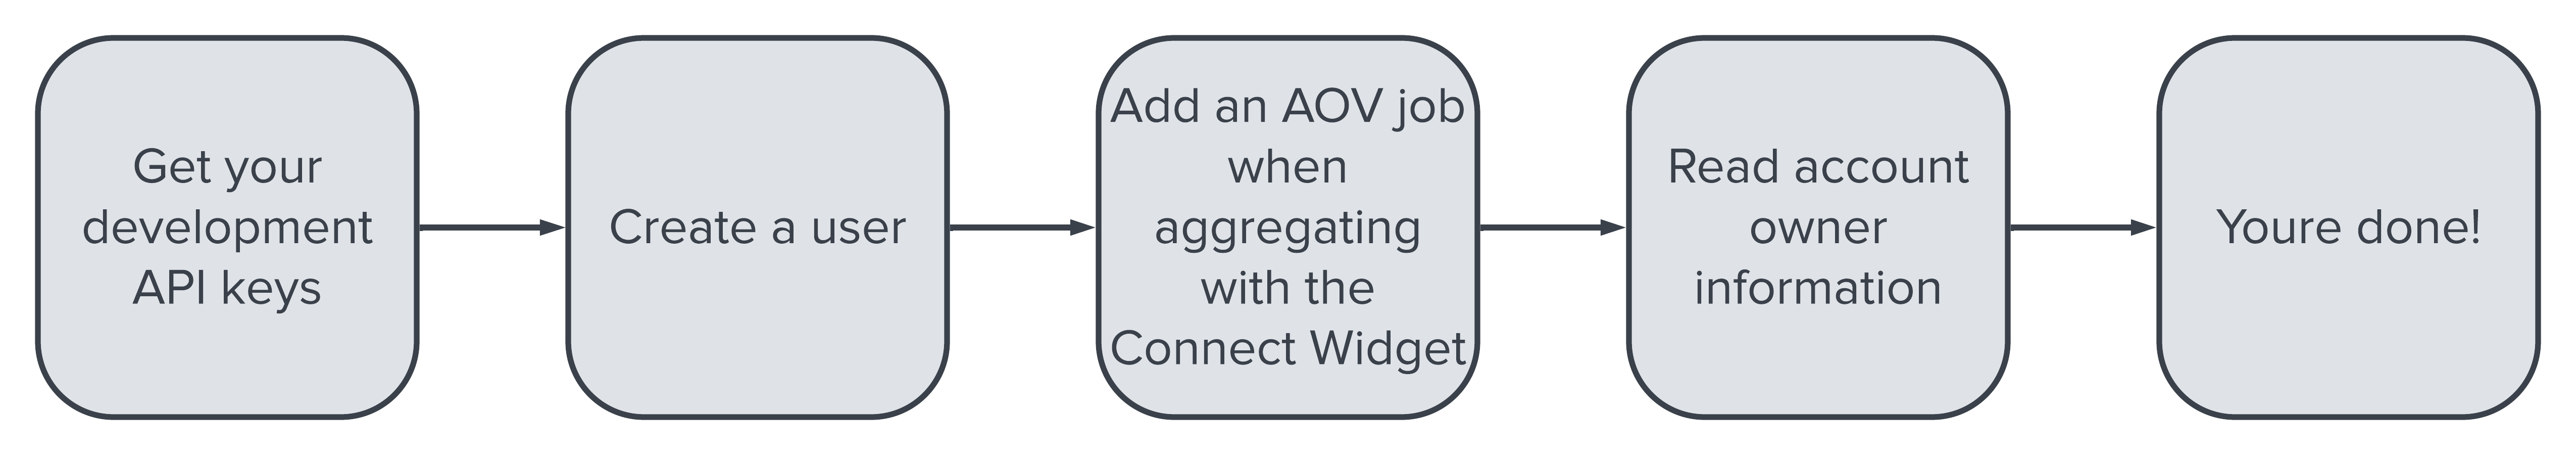 Get your
development
API keys
Create a user
Add an AOV job
when
aggregating
with the
Connect Widget
Read account
owner
information
Youre done!